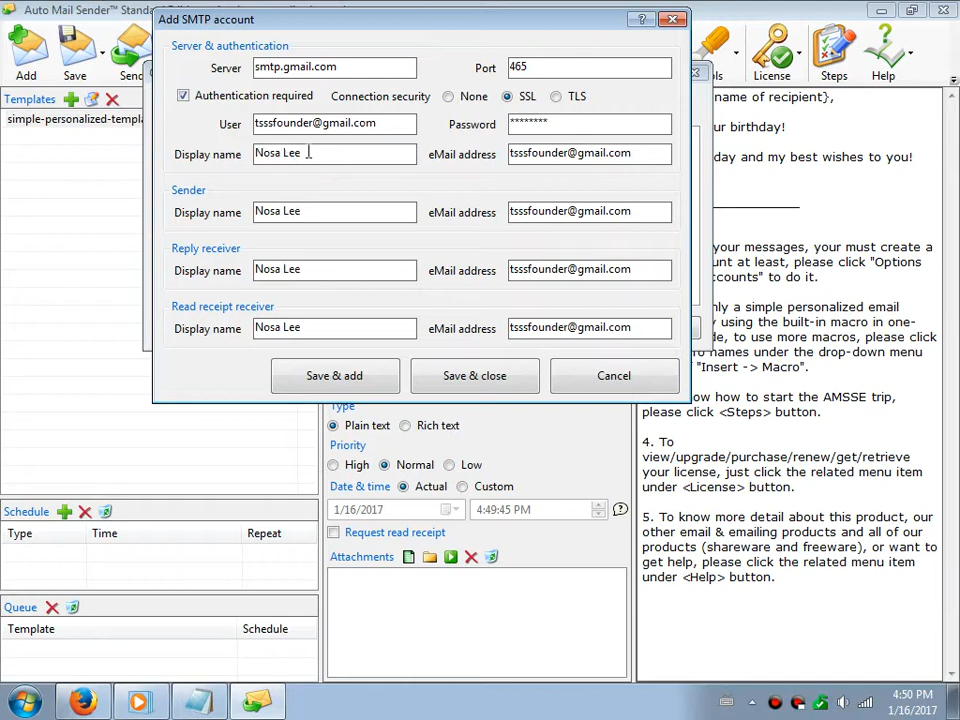 Auto Mail Sender™ Standard
Add SMTP account
Add
Save
Send
License
Steps
Help
Server & authentication
Server
smtp.gmail.com
Port
465
Authentication required
Connection security
None
SSL
TLS
User
tsssfounder@gmail.com
Password
********
Display name
Nosa Lee
eMail address
tsssfounder@gmail.com
Sender
Display name
Nosa Lee
eMail address
tsssfounder@gmail.com
Reply receiver
Display name
Nosa Lee
eMail address
tsssfounder@gmail.com
Read receipt receiver
Display name
Nosa Lee
eMail address
tsssfounder@gmail.com
Save & add
Save & close
Cancel
Templates
simple-personalized-templa
Schedule
Type
Time
Repeat
Queue
Template
Schedule
Type
Plain text
Rich text
Priority
High
Normal
Low
Date & time
Actual
Custom
1/16/2017
4:49:45 PM
Request read receipt
Attachments
name of recipient},
your birthday!
day and my best wishes to you!
your messages, your must create a
unt at least, please click "Options
counts" to do it.
only a simple personalized email
y using the built-in macro in one-
de, to use more macros, please click
ro names under the drop-down menu
"Insert -> Macro".
ow how to start the AMSSE trip,
please click <Steps> button.
4. To
view/upgrade/purchase/renew/get/retrieve
your license, just click the related menu item
under <License> button.
5. To know more detail about this product, our
other email & emailing products and all of our
products (shareware and freeware), or want to
get help, please click the related menu item
under <Help> button.
4:50 PM
1/16/2017